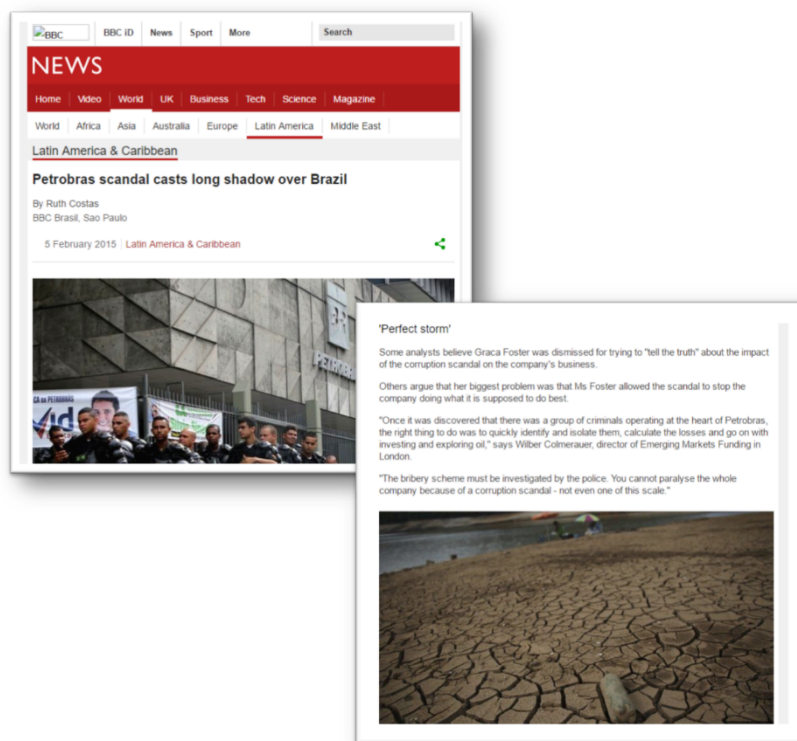 BBC
BBC iD News Sport More Search
NEWS
Home Video World UK Business Tech Science Magazine
World Africa Asia Australia Europe Latin America Middle East
Latin America & Caribbean
Petrobras scandal casts long shadow over Brazil
By Ruth Costas
BBC Brasil, Sao Paulo
5 February 2015 Latin America & Caribbean
'Perfect storm'
Some analysts believe Graca Foster was dismissed for trying to "tell the truth" about the impact
of the corruption scandal on the company's business.
Others argue that her biggest problem was that Ms Foster allowed the scandal to stop the
company doing what it is supposed to do best.
"Once it was discovered that there was a group of criminals operating at the heart of Petrobras,
the right thing to do was to quickly identify and isolate them, calculate the losses and go on with
investing and exploring oil," says Wilber Colmerauer, director of Emerging Markets Funding in
London.
"The bribery scheme must be investigated by the police. You cannot paralyse the whole
company because of a corruption scandal - not even one of this scale."